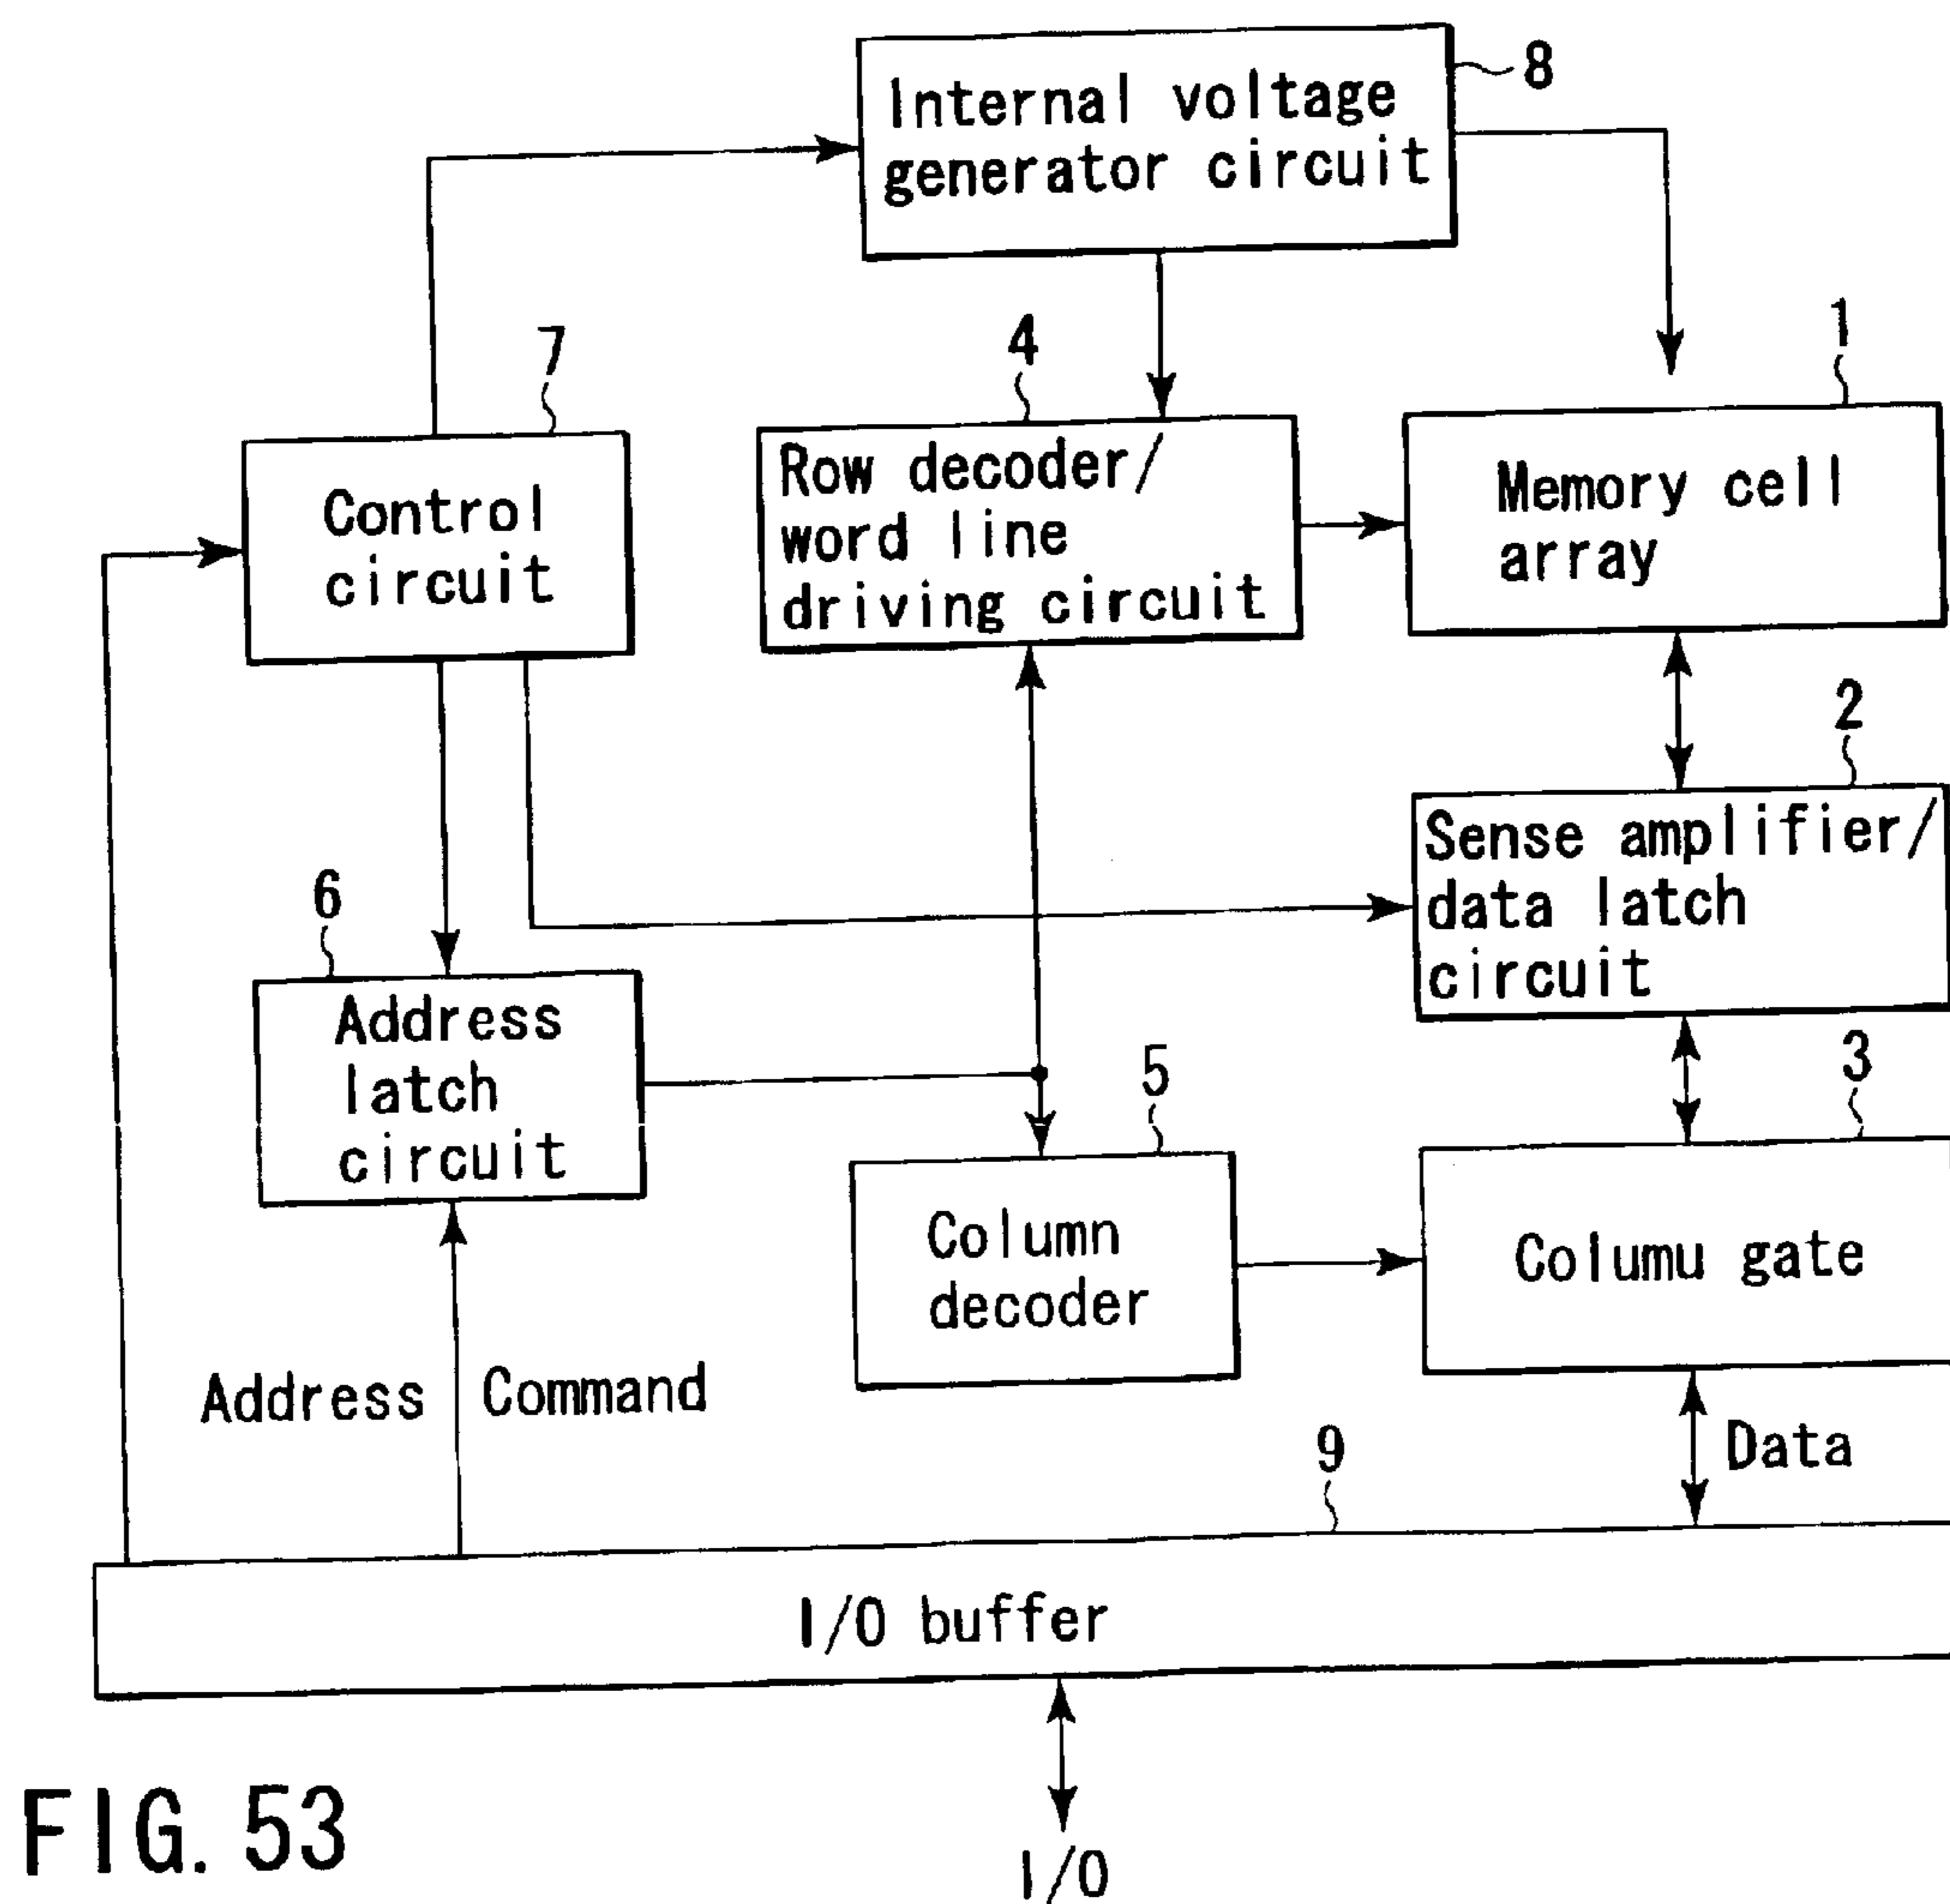 8
Internal voltage
generator circuit
7
4
1
Control
circuit
Row decoder/
word line
driving circuit
Memory cell
array
2
6
Sense amplifier/
data latch
circuit
Address
latch
circuit
5
3
Column
decoder
Columu gate
Address
Command
Data
9
I/O buffer
FIG. 53
I/O